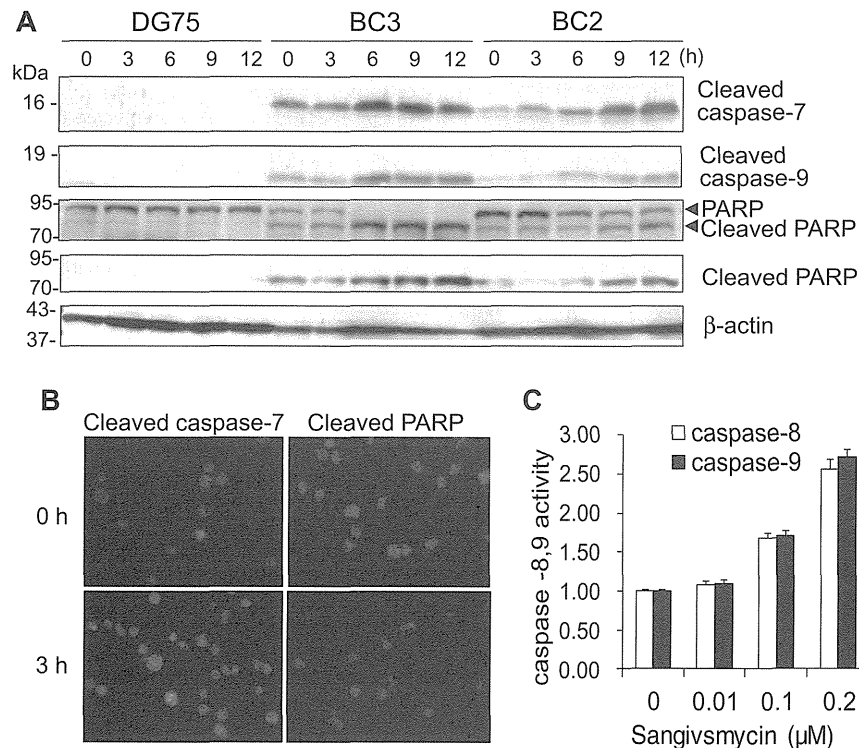 A
DG75 BC3 BC2
0 3 6 9 12 0 3 6 9 12 0 3 6 9 12 (h)
kDa
16 -
Cleaved
caspase-7
19 -
Cleaved
caspase-9
95-
PARP
70-
Cleaved PARP
95-
70-
Cleaved PARP
43-
37-
β-actin
B
Cleaved caspase-7 Cleaved PARP
0 h
3 h
C
caspase-8
caspase-9
caspase -8,9 activity
3.00
2.50
2.00
1.50
1.00
0.50
0.00
0 0.01 0.1 0.2
Sangivsmycin (µM)